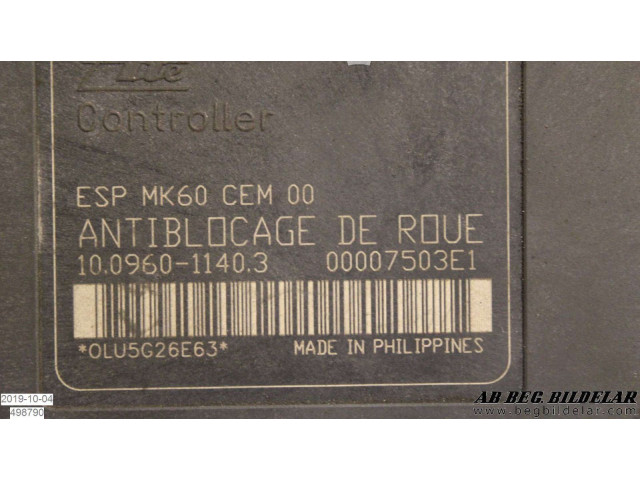 Ate
Controller
ESP MK60 CEM 00
ANTIBLOCAGE DE ROUE
10.0960-1140.3 00007503E1
*OLU5G26E63* MADE IN PHILIPPINES
2019-10-04
498790
AB BEG. BILDELAR
www.begbildelar.com